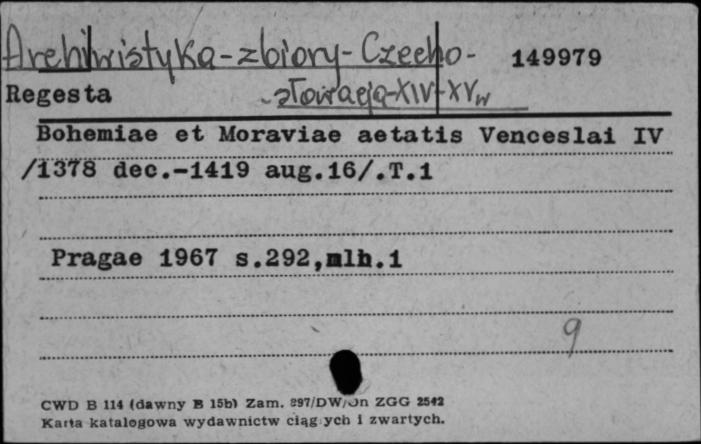 Archiwistyka-zbiory-Czecho- 149979
Regesta -słowacja-XIV-XVw
Bohemiae et Moraviae aetatis Venceslai IV
/1378 dec.-1419 aug.16/.T.1
Pragae 1967 s.292,mlh.1
9
CWD B 114 (dawny B 15b) Zam. 897/DW/Dn ZGG 2542
Karta katalogowa wydawnictw ciągłych i zwartych.